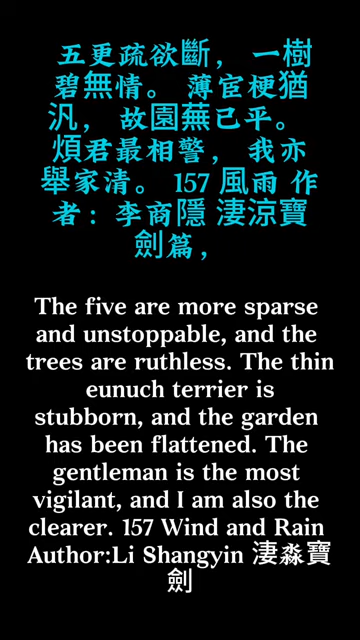 五更疏欲斷， 一樹
碧無情。 薄宦梗猶
汎， 故園蕪已平。
煩君最相警， 我亦
舉家清。 157 風雨 作
者： 李商隱 淒涼寶
劍篇，
The five are more sparse
and unstoppable, and the
trees are ruthless. The thin
eunuch terrier is
stubborn, and the garden
has been flattened. The
gentleman is the most
vigilant, and I am also the
clearer. 157 Wind and Rain
Author:Li Shangyin 淒淼寶
劍